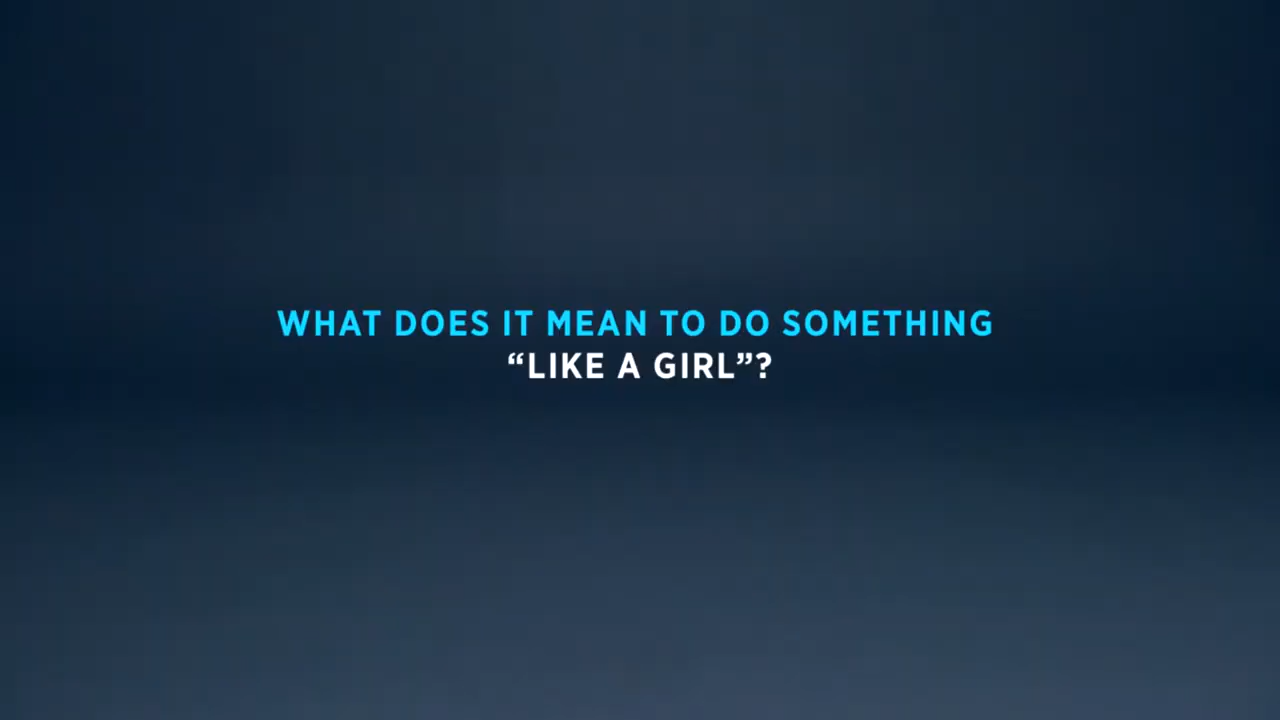 WHAT DOES IT MEAN TO DO SOMETHING
“LIKE A GIRL”?